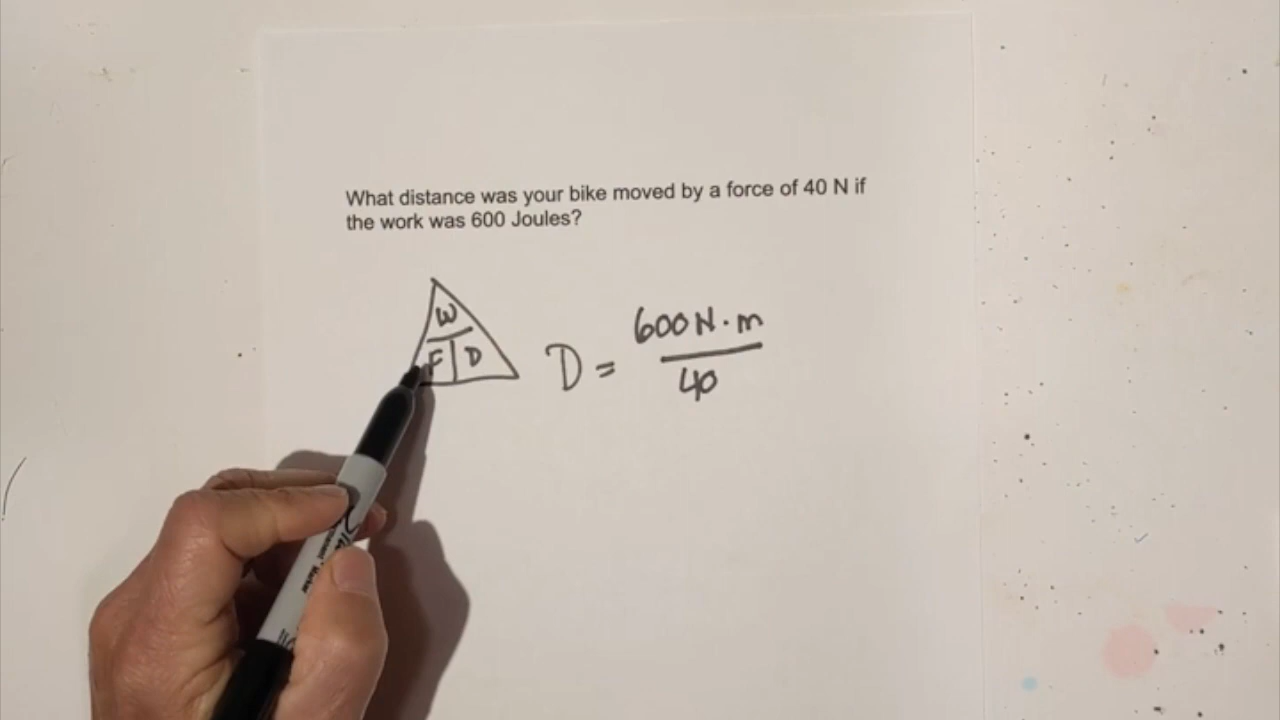 What distance was your bike moved by a force of 40 N if
the work was 600 Joules?
W
F D
D = 600 N · m
40